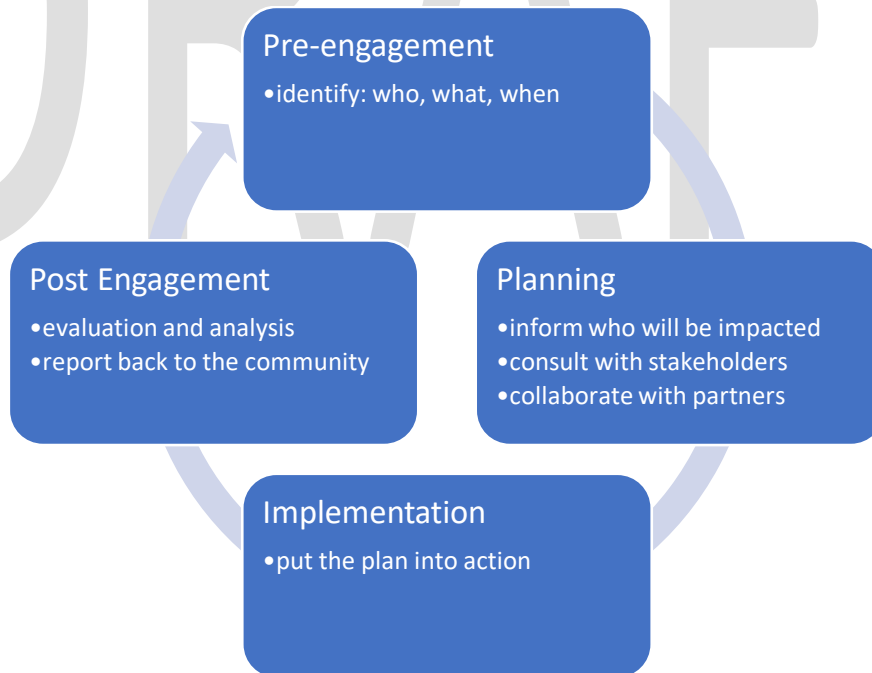 DRAFT
Pre-engagement
•identify: who, what, when
Post Engagement
•evaluation and analysis
•report back to the community
Planning
•inform who will be impacted
•consult with stakeholders
•collaborate with partners
Implementation
•put the plan into action